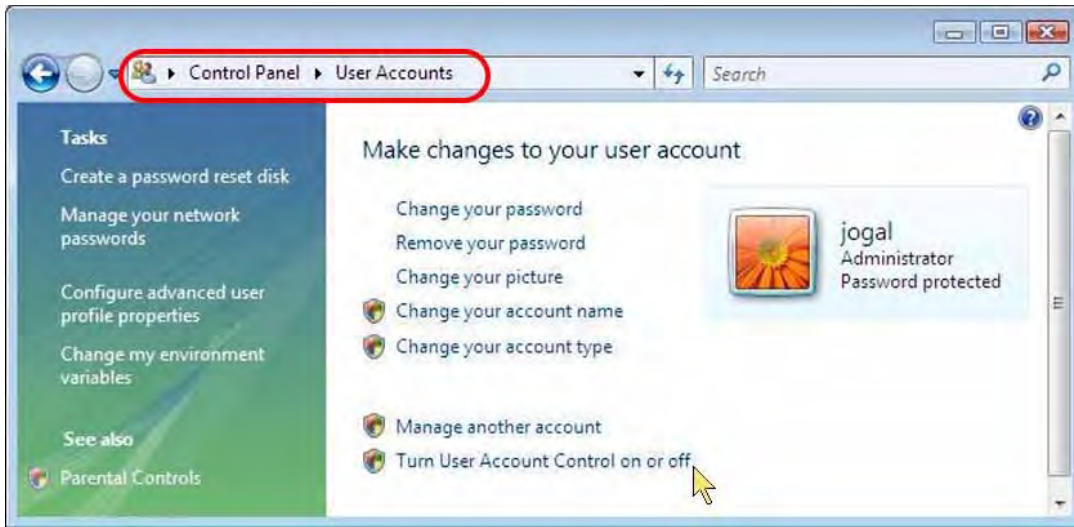 Control Panel
User Accounts
Search
Tasks
Create a password reset disk
Manage your network
passwords
Configure advanced user
profile properties
Change my environment
variables
See also
Parental Controls
Make changes to your user account
Change your password
Remove your password
Change your picture
Change your account name
Change your account type
Manage another account
Turn User Account Control on or off
jogal
Administrator
Password protected